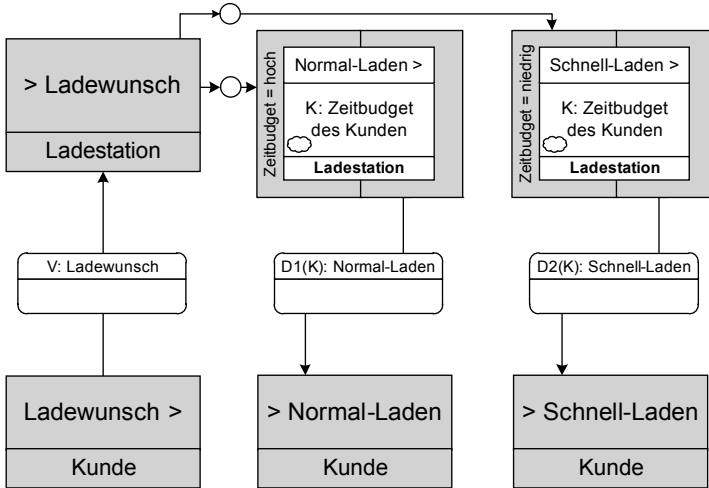 > Ladewunsch
Ladestation
Zeitbudget = hoch
Normal-Laden >
K: Zeitbudget
des Kunden
Ladestation
Zeitbudget = niedrig
Schnell-Laden >
K: Zeitbudget
des Kunden
Ladestation
V: Ladewunsch
D1(K): Normal-Laden
D2(K): Schnell-Laden
Ladewunsch >
Kunde
> Normal-Laden
Kunde
> Schnell-Laden
Kunde